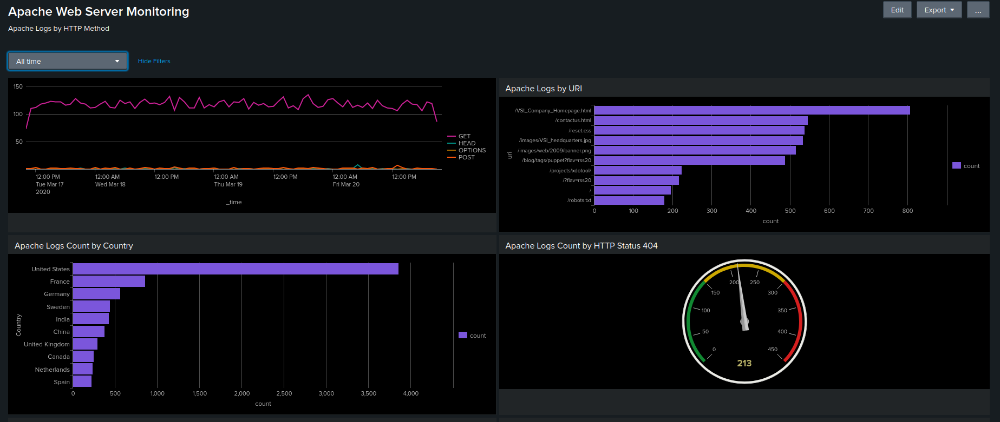 Apache Web Server Monitoring
Edit
Export
...
Apache Logs by HTTP Method
All time
Hide Filters
150
100
50
GET
HEAD
OPTIONS
POST
12:00 PM
Tue Mar 17
2020
12:00 AM
Wed Mar 18
12:00 PM
12:00 AM
Thu Mar 19
12:00 PM
12:00 AM
Fri Mar 20
12:00 PM
_time
Apache Logs by URI
uri
/VSI_Company_Homepage.html
/contactus.html
/reset.css
/images/VSI_headquarters.jpg
/images/web/2009/banner.png
/blog/tags/puppet?flav=rss20
/projects/xdotool/
/?flav=rss20
/
/robots.txt
0 100 200 300 400 500 600 700 800
count
count
Apache Logs Count by Country
Country
United States
France
Germany
Sweden
India
China
United Kingdom
Canada
Netherlands
Spain
0 500 1,000 1,500 2,000 2,500 3,000 3,500 4,000
count
count
Apache Logs Count by HTTP Status 404
0
50
100
150
200
250
300
350
400
450
213